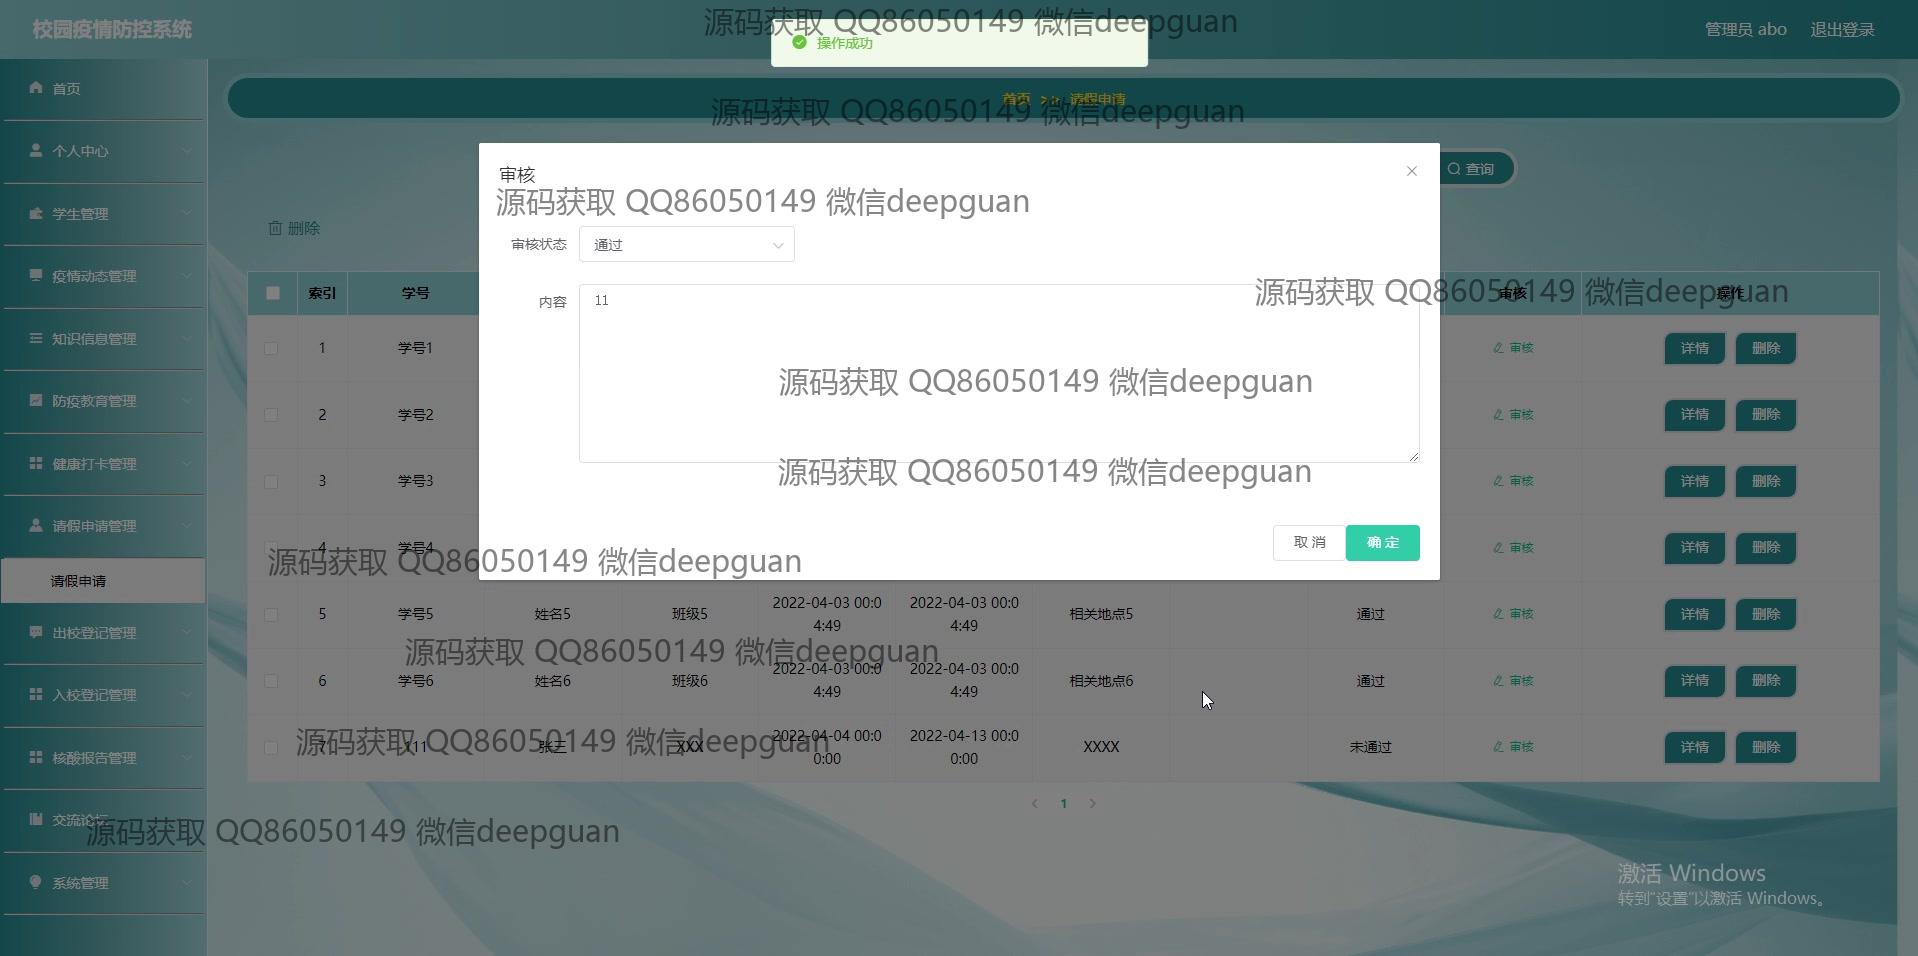 校园疫情防控系统
源码获取 QQ86050149 微信deepguan
操作成功
管理员 abo 退出登录
首页
首页 >> 请假申请
源码获取 QQ86050149 微信deepguan
个人中心
审核
查询
源码获取 QQ86050149 微信deepguan
学生管理
删除
审核状态 通过
疫情动态管理
索引 学号 审核 操作
内容 11
源码获取 QQ86050149 微信deepguan
知识信息管理
1 学号1 审核 详情 删除
源码获取 QQ86050149 微信deepguan
防疫教育管理
2 学号2 审核 详情 删除
健康打卡管理
源码获取 QQ86050149 微信deepguan
3 学号3 审核 详情 删除
请假申请管理
取消 确定
4 学号4 审核 详情 删除
源码获取 QQ86050149 微信deepguan
请假申请
5 学号5 姓名5 班级5 2022-04-03 00:0 2022-04-03 00:0 相关地点5 通过 审核 详情 删除
4:49 4:49
出校登记管理
源码获取 QQ86050149 微信deepguan
6 学号6 姓名6 班级6 2022-04-03 00:0 2022-04-03 00:0 相关地点6 通过 审核 详情 删除
4:49 4:49
入校登记管理
源码获取 QQ86050149 微信deepguan
7 111 张三 XXX 2022-04-04 00:0 2022-04-13 00:0 XXXX 未通过 审核 详情 删除
0:00 0:00
核酸报告管理
1
交流论坛
源码获取 QQ86050149 微信deepguan
系统管理
激活 Windows
转到"设置"以激活 Windows。